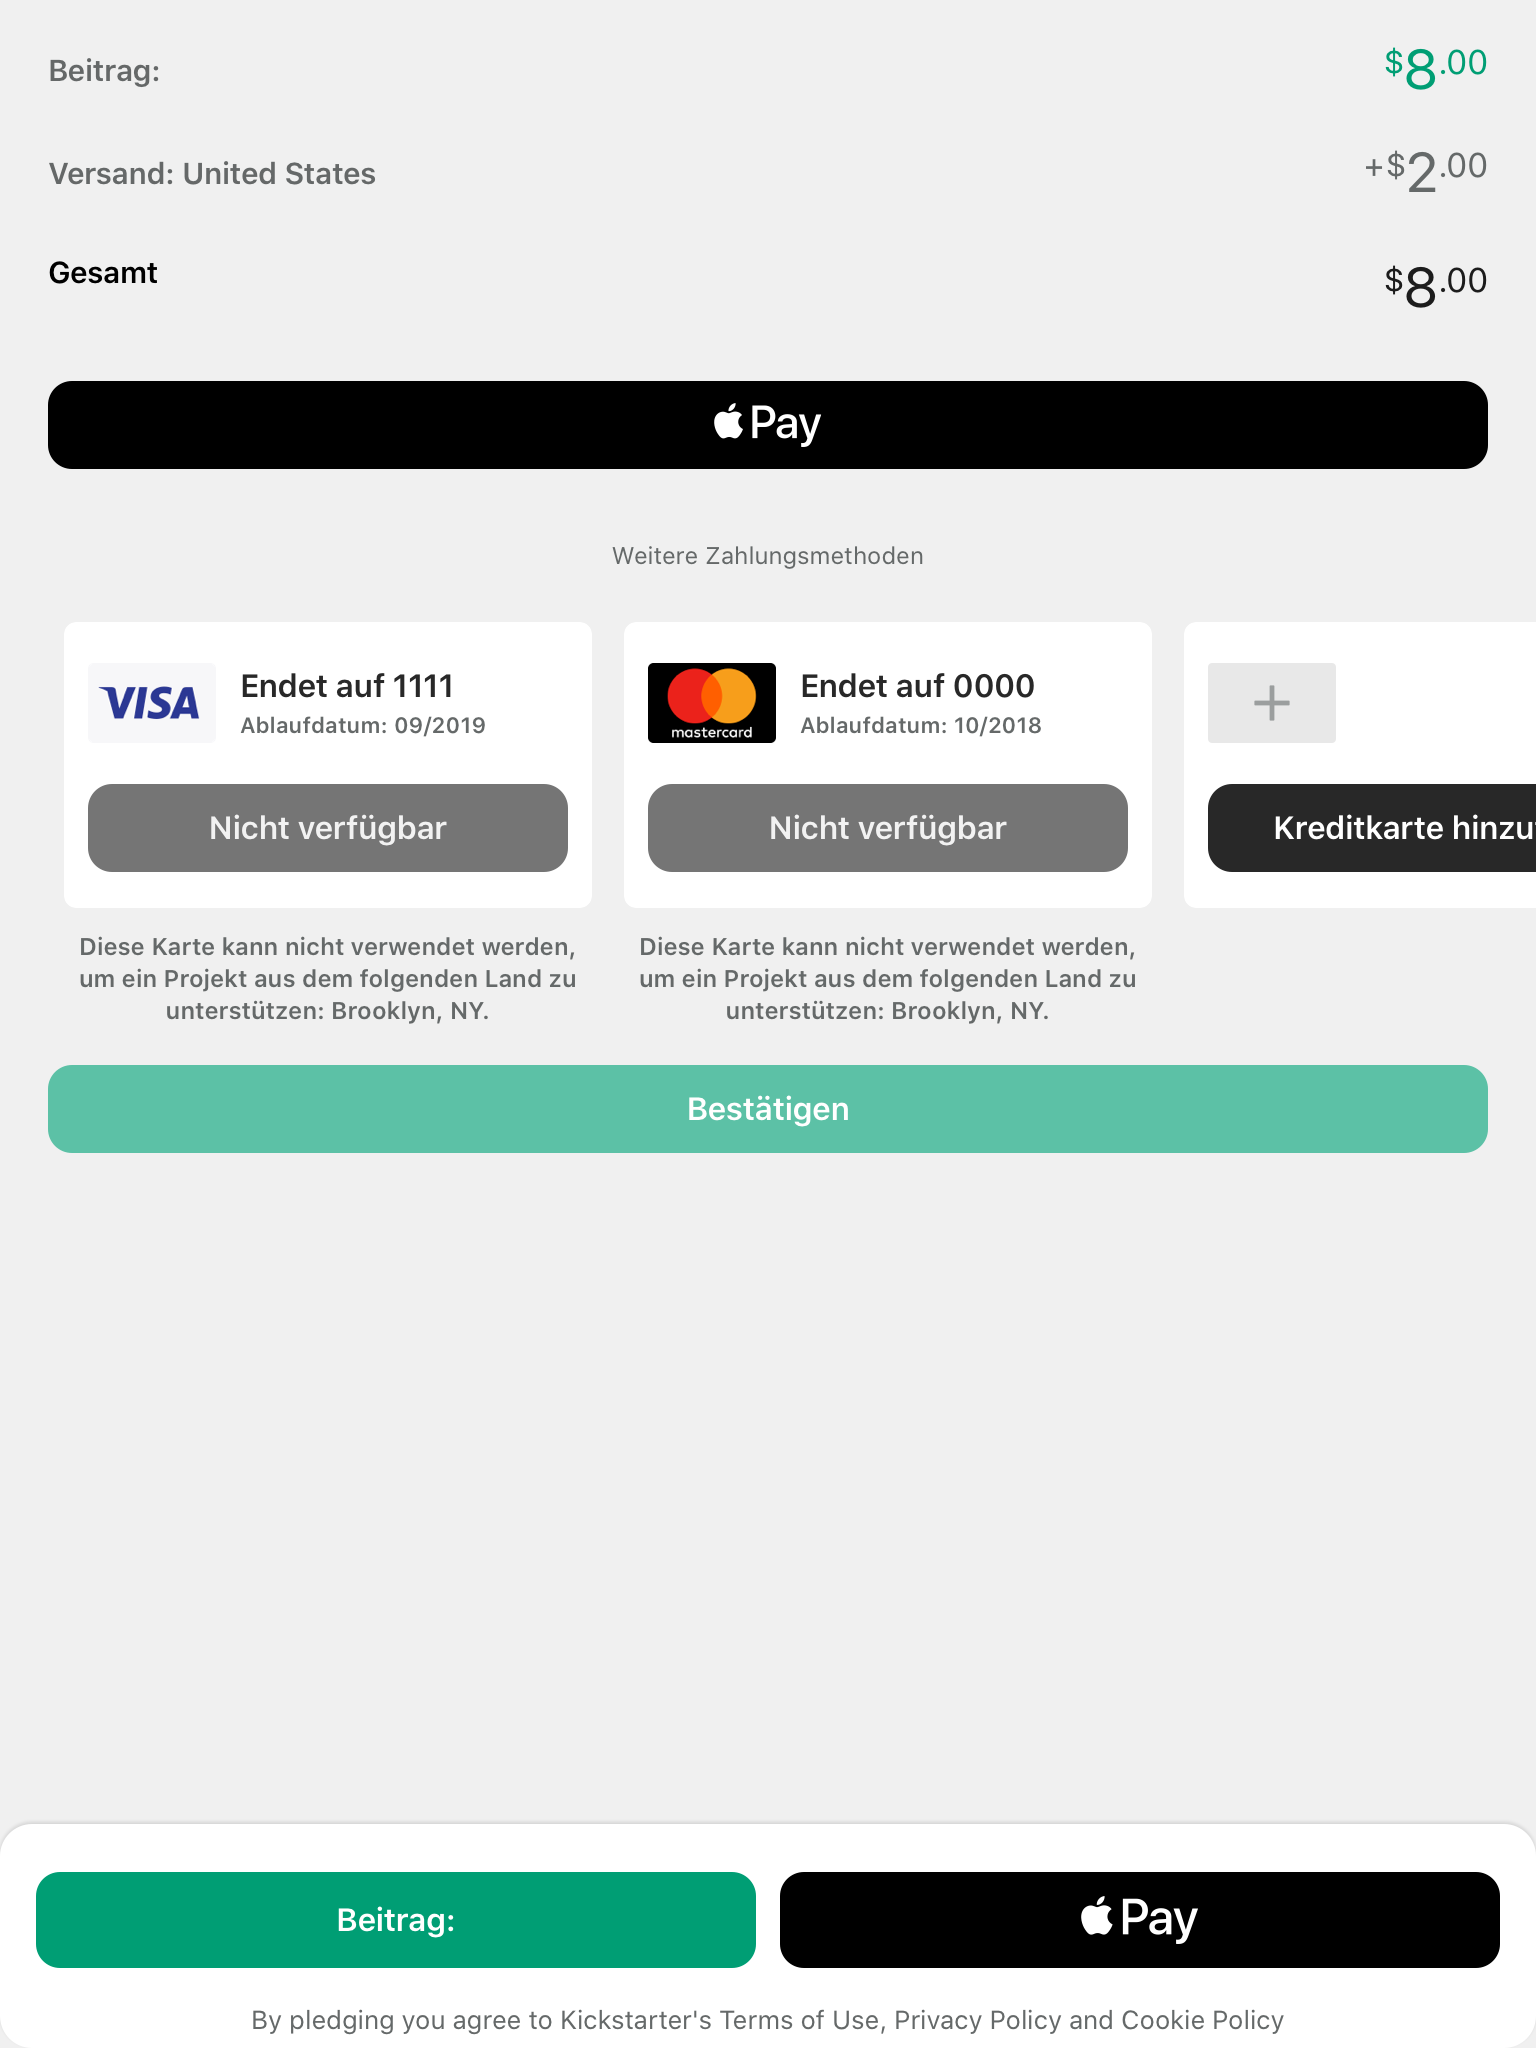 Beitrag: $8.00
Versand: United States +$2.00
Gesamt $8.00
Pay
Weitere Zahlungsmethoden
VISA Endet auf 1111
Ablaufdatum: 09/2019
Nicht verfügbar
Diese Karte kann nicht verwendet werden,
um ein Projekt aus dem folgenden Land zu
unterstützen: Brooklyn, NY.
mastercard Endet auf 0000
Ablaufdatum: 10/2018
Nicht verfügbar
Diese Karte kann nicht verwendet werden,
um ein Projekt aus dem folgenden Land zu
unterstützen: Brooklyn, NY.
+
Kreditkarte hinzu
Bestätigen
Beitrag:
Pay
By pledging you agree to Kickstarter's Terms of Use, Privacy Policy and Cookie Policy